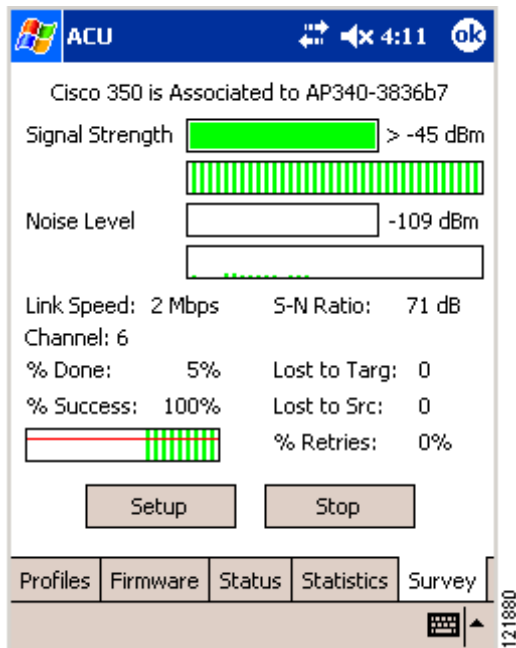 ACU 4:11 ok
Cisco 350 is Associated to AP340-3836b7
Signal Strength > -45 dBm
Noise Level -109 dBm
Link Speed: 2 Mbps S-N Ratio: 71 dB
Channel: 6
% Done: 5% Lost to Targ: 0
% Success: 100% Lost to Src: 0
% Retries: 0%
Setup Stop
Profiles Firmware Status Statistics Survey
121880